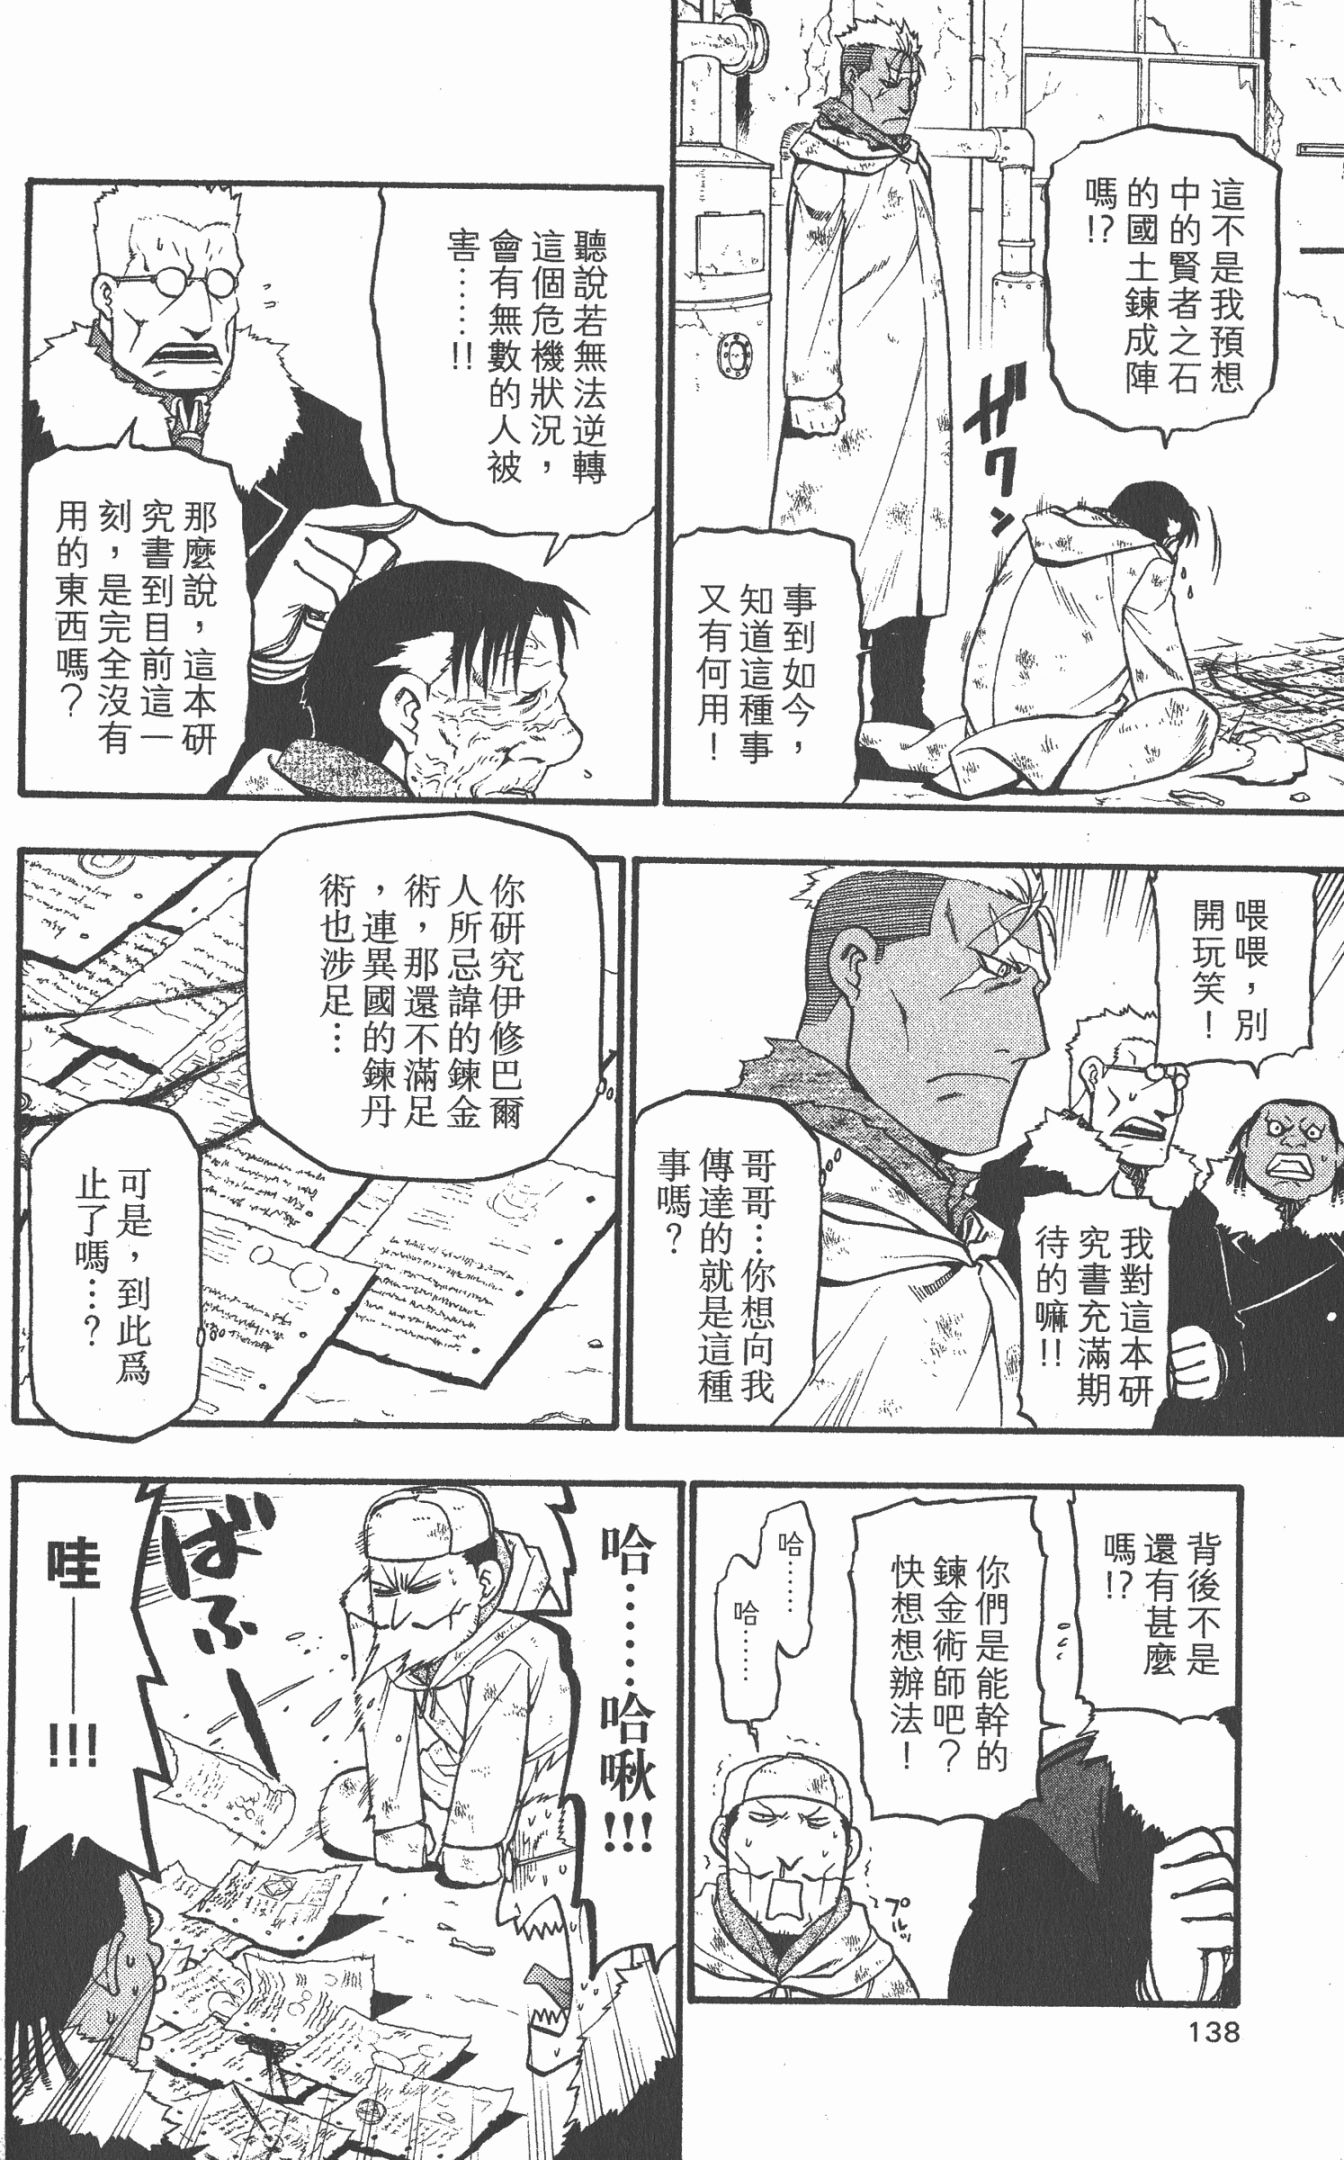 這不是我預想
中的賢者之石
的國土鍊成陣
嗎!?
ガクン
事到如今，
知道這種事
又有何用！
聽說若無法逆轉
這個危機狀況，
會有無數的人被
害……!!
那麼說，這本研
究書到目前這一
刻，是完全沒有
用的東西嗎？
喂喂，別
開玩笑！
我對這本研
究書充滿期
待的嘛!!
哥哥…你想向我
傳達的就是這種
事嗎？
你研究伊修巴爾
人所忌諱的鍊金
術，那還不滿足
，連異國的鍊丹
術也涉足…
可是，到此爲
止了嗎…？
背後不是
還有甚麼
嗎!?
你們是能幹的
鍊金術師吧？
快想想辦法！
哈……
哈……
プルッ
哈……哈啾!!!
ばふー
哇——!!!
138